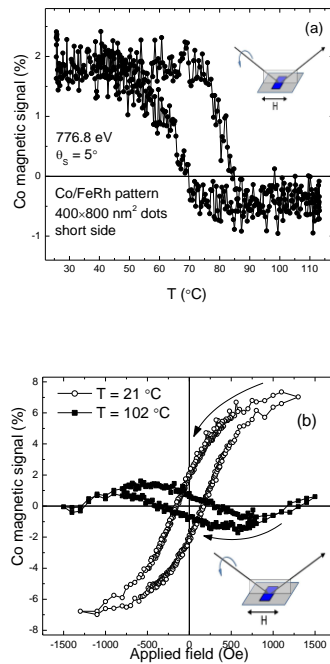 (a)
Co magnetic signal (%)
3
2
1
0
-1
776.8 eV
θS = 5°
Co/FeRh pattern
400×800 nm² dots
short side
H
30 40 50 60 70 80 90 100 110
T (°C)
(b)
Co magnetic signal (%)
8
6
4
2
0
-2
-4
-6
-8
T = 21 °C
T = 102 °C
H
-1500 -1000 -500 0 500 1000 1500
Applied field (Oe)